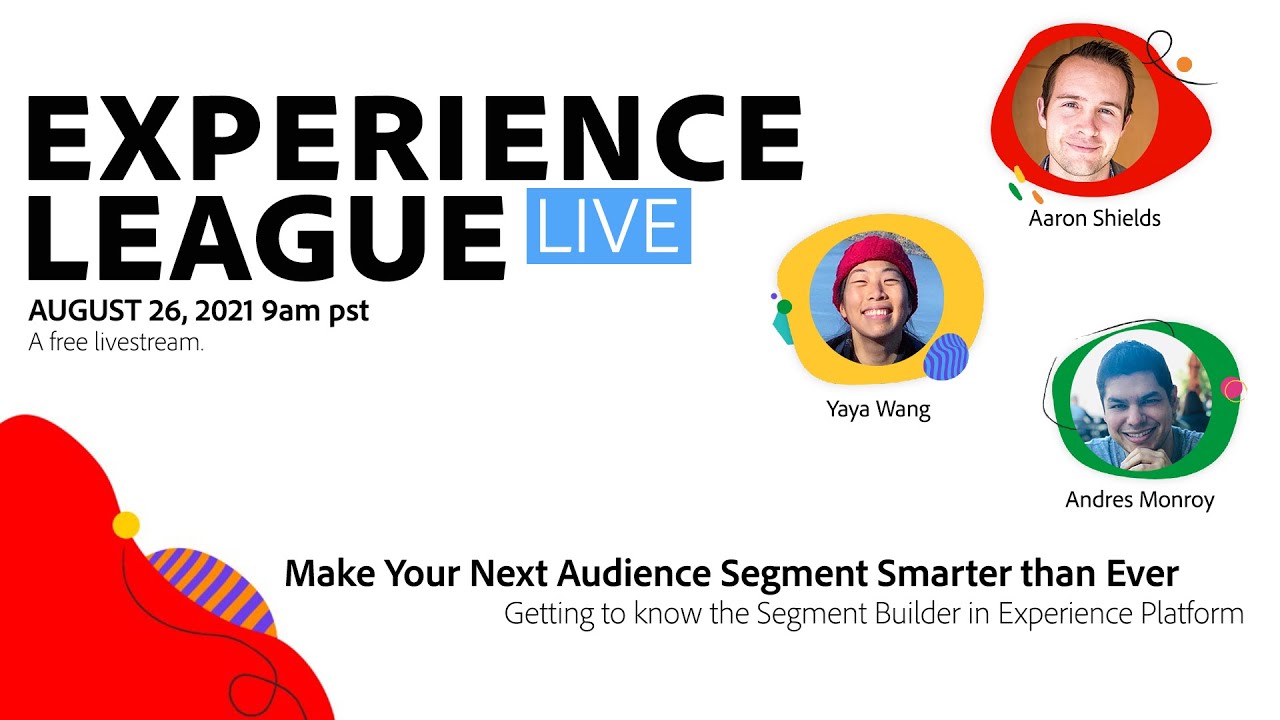 EXPERIENCE
LEAGUE LIVE
AUGUST 26, 2021 9am pst
A free livestream.
Aaron Shields
Yaya Wang
Andres Monroy
Make Your Next Audience Segment Smarter than Ever
Getting to know the Segment Builder in Experience Platform